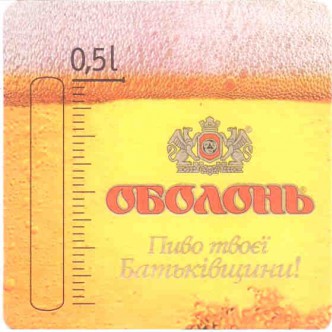 0,5l
ОБОЛОНЬ
Пиво твоєї
Батьківщини!